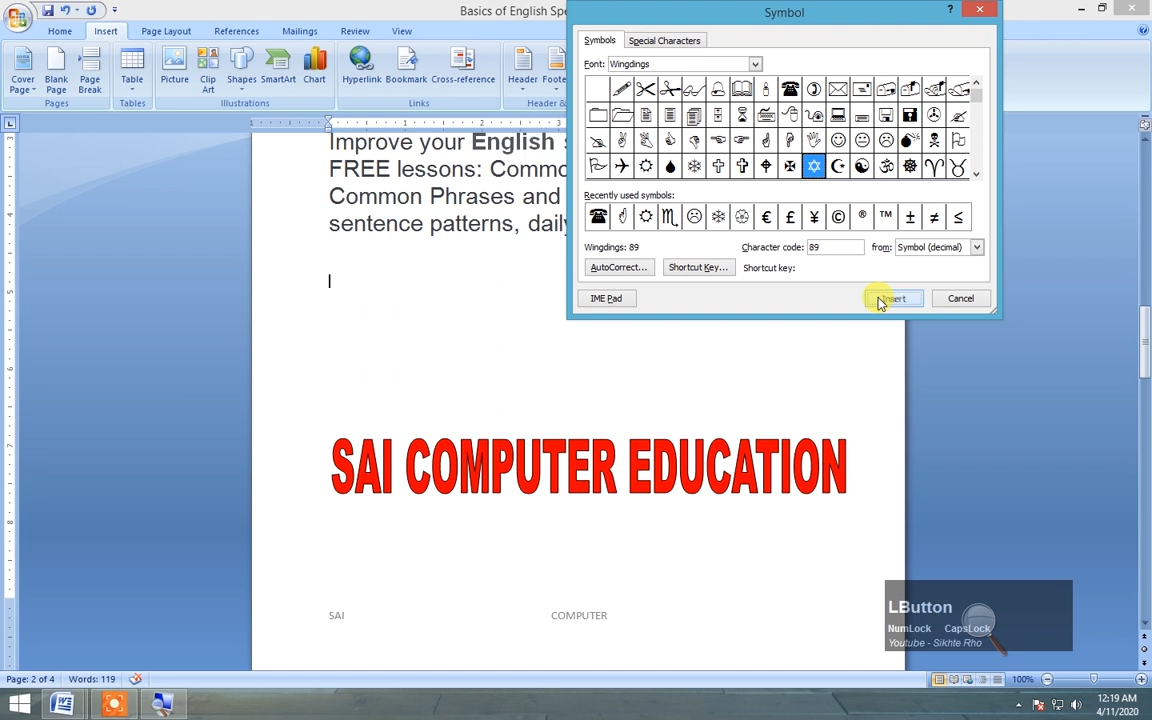 Basics of English Spe
Symbol
?
Home Insert Page Layout References Mailings Review View
Symbols Special Characters
Font: Wingdings
Cover Page
Blank Page
Page Break
Table
Picture
Clip Art
Shapes
SmartArt
Chart
Hyperlink
Bookmark
Cross-reference
Header
Foote
Pages
Tables
Illustrations
Links
Header &
Recently used symbols:
€ £ ¥ © ® ™ ± ≠ ≤
Wingdings: 89
Character code: 89
from: Symbol (decimal)
AutoCorrect...
Shortcut Key...
Shortcut key:
IME Pad
Insert
Cancel
Improve your English s
FREE lessons: Commo
Common Phrases and
sentence patterns, daily
SAI COMPUTER EDUCATION
SAI COMPUTER
LButton
NumLock CapsLock
Youtube - Sikhte Rho
Page: 2 of 4 Words: 119
100%
12:19 AM
4/11/2020